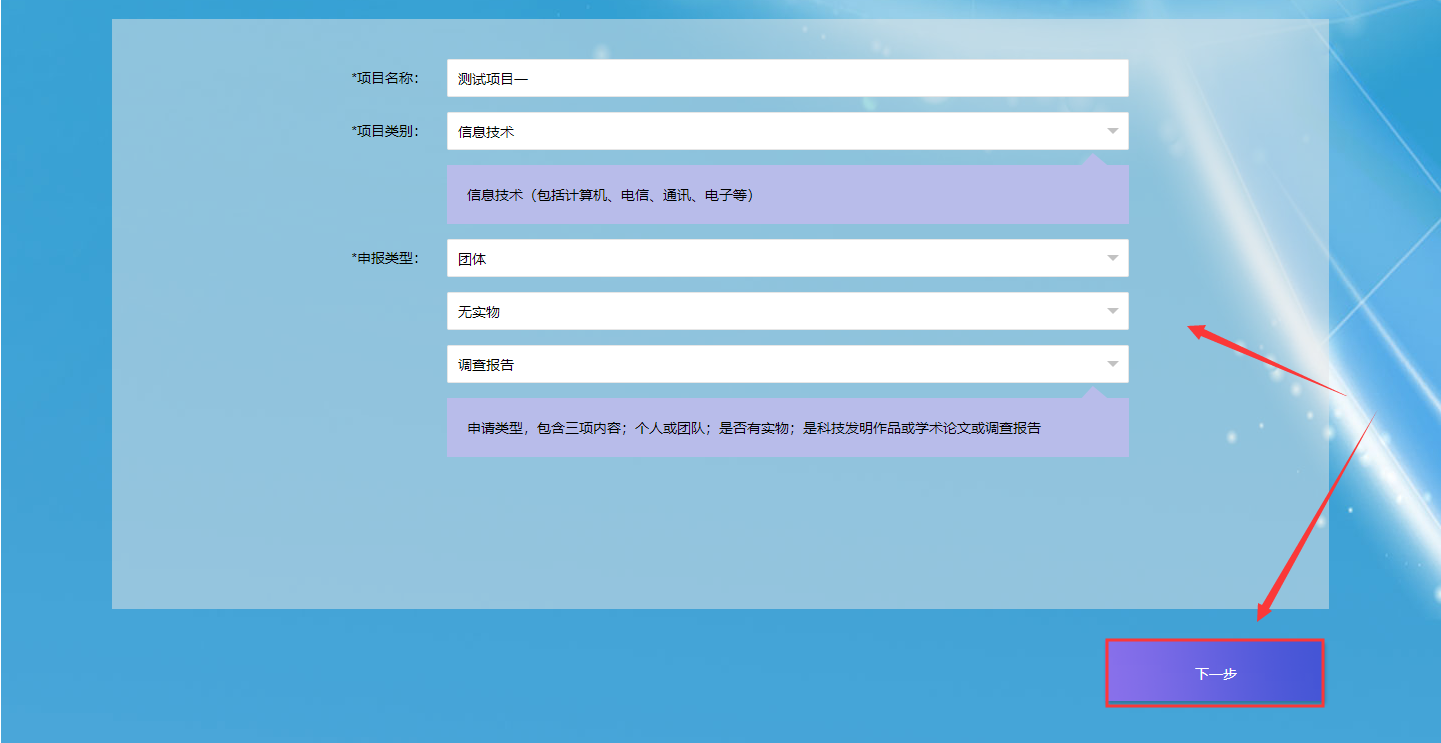 *项目名称：
测试项目一
*项目类别：
信息技术
信息技术（包括计算机、电信、通讯、电子等）
*申报类型：
团体
无实物
调查报告
申请类型，包含三项内容；个人或团队；是否有实物；是科技发明作品或学术论文或调查报告
下一步